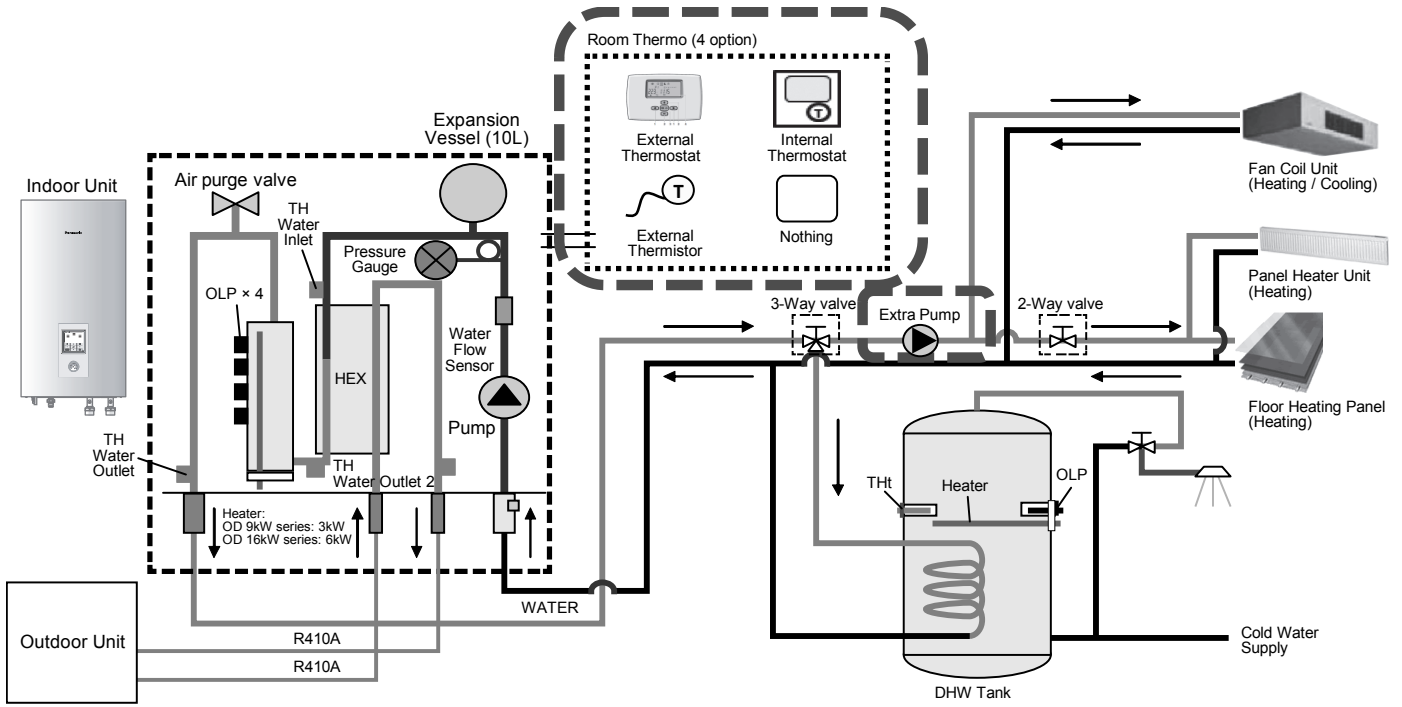 Room Thermo (4 option)
External
Thermostat
Internal
Thermostat
T
T
External
Thermistor
Nothing
Indoor Unit
Panasonic
Expansion
Vessel (10L)
Air purge valve
TH
Water
Inlet
Pressure
Gauge
OLP × 4
HEX
Water
Flow
Sensor
Pump
TH
Water
Outlet
TH
Water Outlet 2
Heater:
OD 9kW series: 3kW
OD 16kW series: 6kW
WATER
Outdoor Unit
R410A
R410A
3-Way valve
Extra Pump
2-Way valve
Fan Coil Unit
(Heating / Cooling)
Panel Heater Unit
(Heating)
Floor Heating Panel
(Heating)
THt
Heater
OLP
DHW Tank
Cold Water
Supply